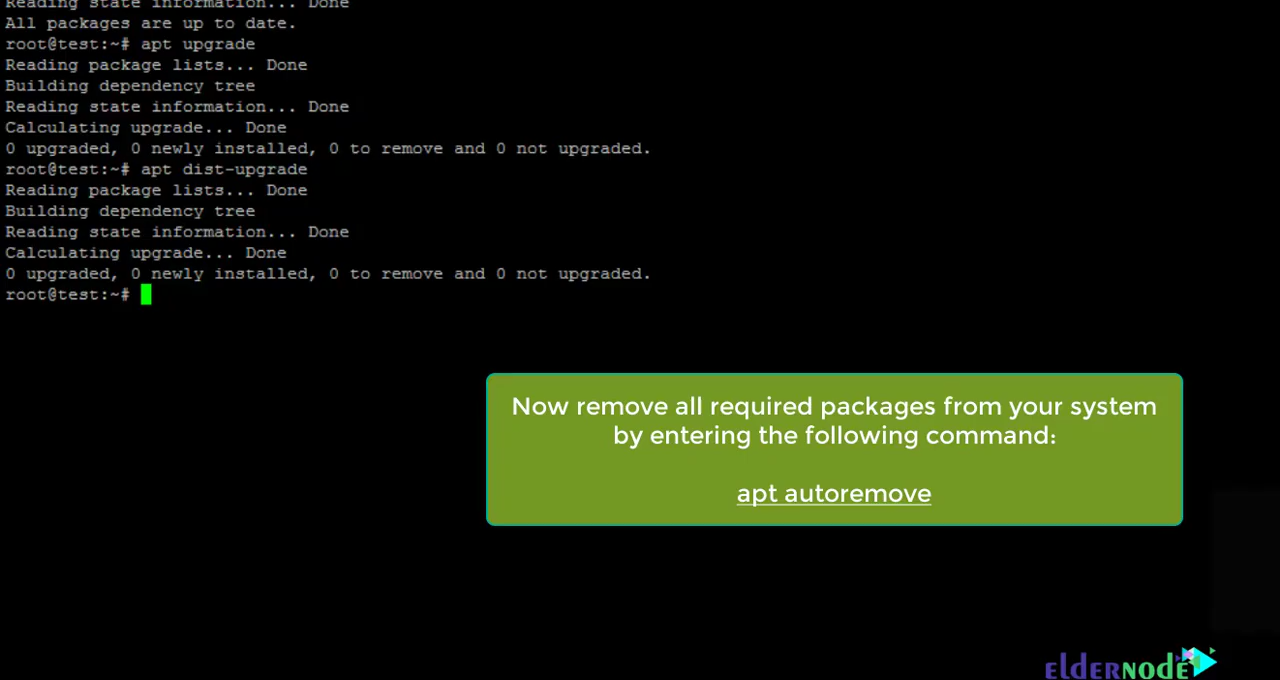 Reading state information... Done
All packages are up to date.
root@test:~# apt upgrade
Reading package lists... Done
Building dependency tree
Reading state information... Done
Calculating upgrade... Done
0 upgraded, 0 newly installed, 0 to remove and 0 not upgraded.
root@test:~# apt dist-upgrade
Reading package lists... Done
Building dependency tree
Reading state information... Done
Calculating upgrade... Done
0 upgraded, 0 newly installed, 0 to remove and 0 not upgraded.
root@test:~#
Now remove all required packages from your system
by entering the following command:
apt autoremove
elderNODE